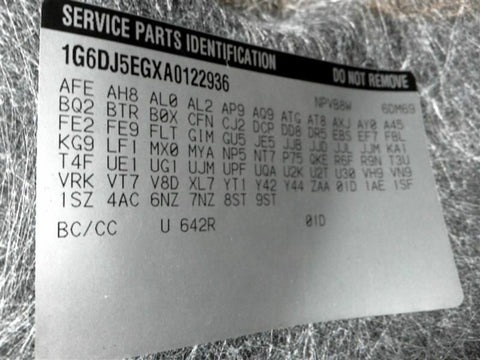 SERVICE PARTS IDENTIFICATION DO NOT REMOVE
1G6DJ5EGXA0122936 NPVB8W 6DM69
AFE AH8 AL0 AL2 AP9 AQ9 ATG AT8 AXJ AY0 A45
BQ2 BTR B0X CFN CJ2 DCP DD8 DR5 EBS EF7 FBL
FE2 FE9 FLT GIM GU5 JE5 JJB JJD JLL JJM KA1
KG9 LF1 MX0 MYA NP5 NT7 P75 QKE R6F R9N T3U
T4F UE1 UG1 UJM UPF UQA U2K U2T U30 VH9 VN9
VRK VT7 V8D XL7 YT1 Y42 Y44 ZAA 01D 1AE 1SF
1SZ 4AC 6NZ 7NZ 8ST 9ST
BC/CC U 642R 01D